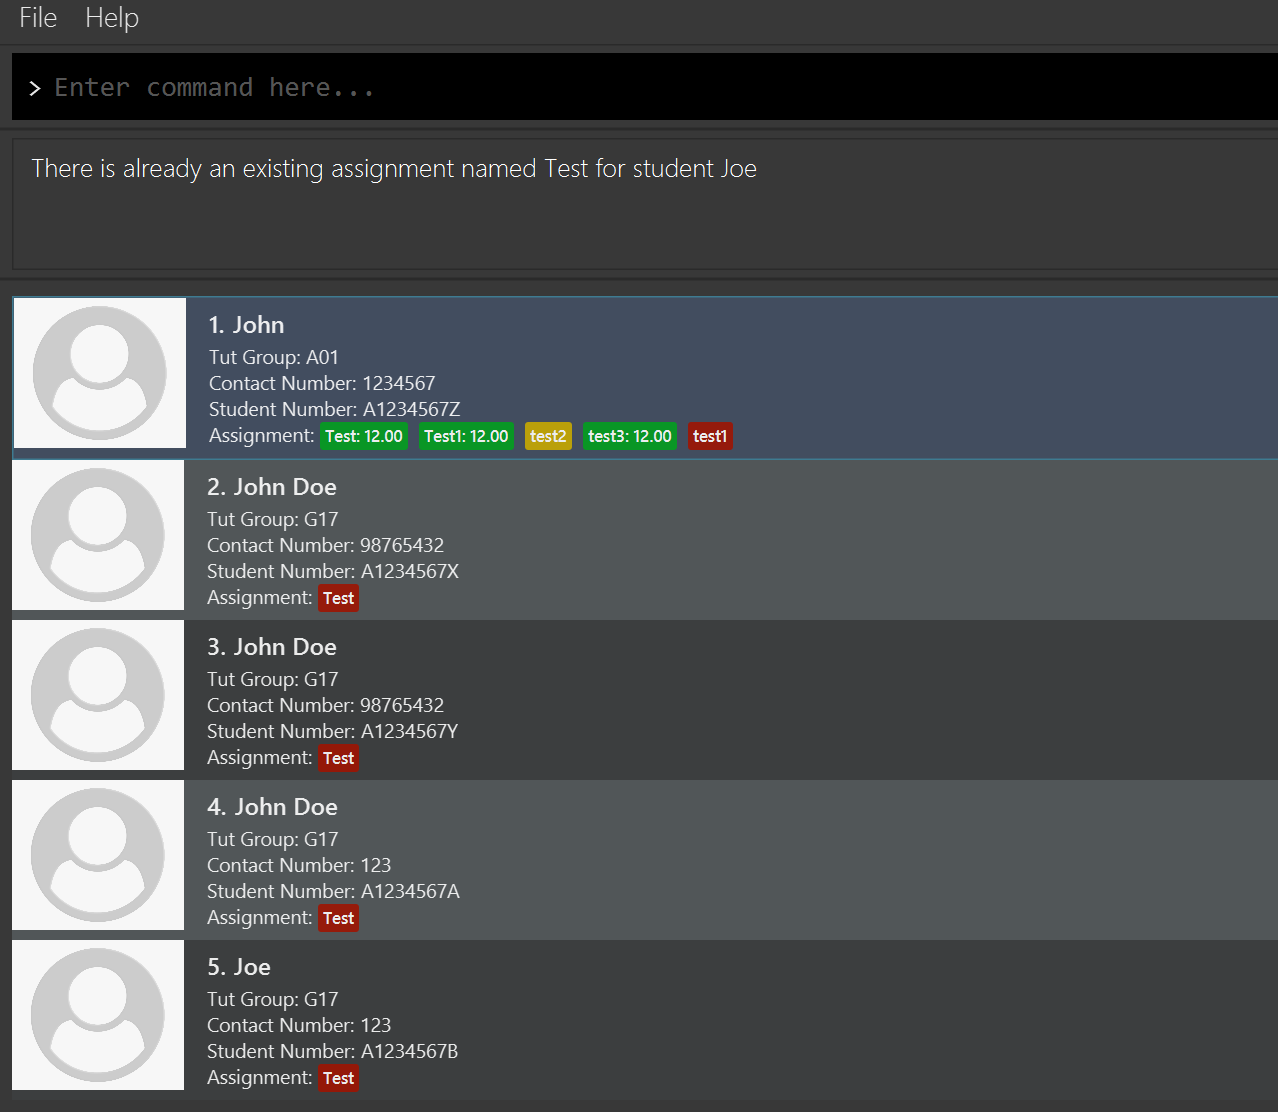 File Help
> Enter command here...
There is already an existing assignment named Test for student Joe
1. John
Tut Group: A01
Contact Number: 1234567
Student Number: A1234567Z
Assignment: Test: 12.00 Test1: 12.00 test2 test3: 12.00 test1
2. John Doe
Tut Group: G17
Contact Number: 98765432
Student Number: A1234567X
Assignment: Test
3. John Doe
Tut Group: G17
Contact Number: 98765432
Student Number: A1234567Y
Assignment: Test
4. John Doe
Tut Group: G17
Contact Number: 123
Student Number: A1234567A
Assignment: Test
5. Joe
Tut Group: G17
Contact Number: 123
Student Number: A1234567B
Assignment: Test